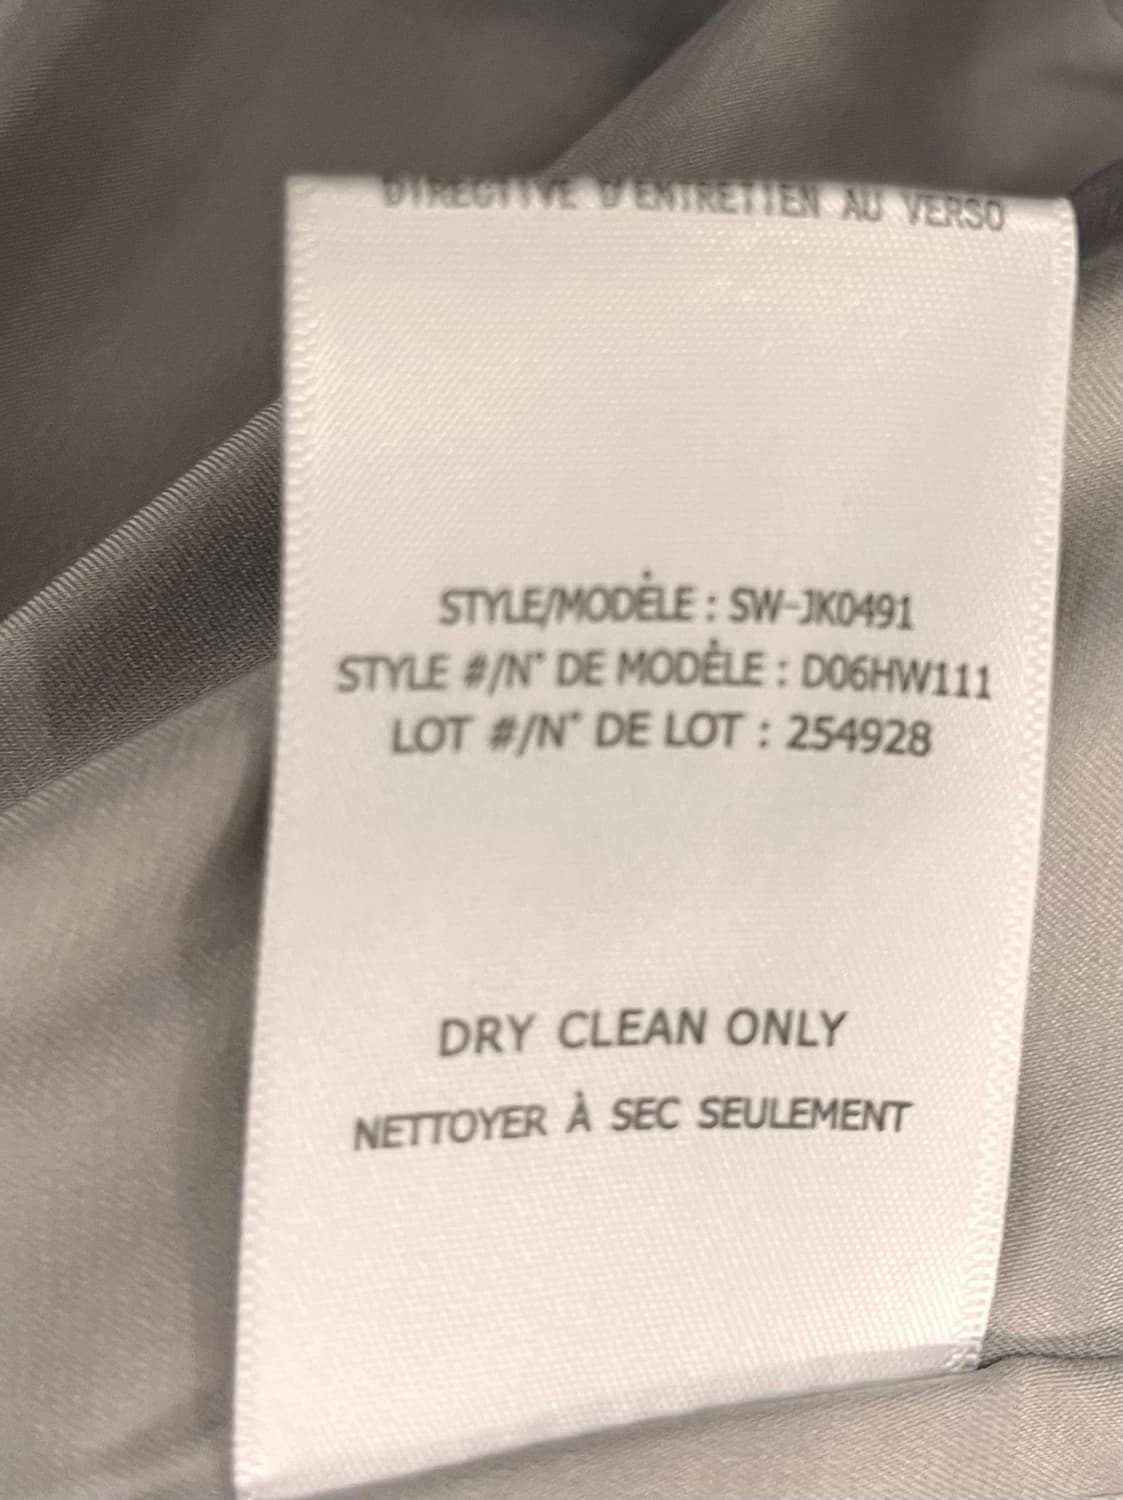 DIRECTIVE D'ENTRETIEN AU VERSO
STYLE/MODÈLE : SW-JK0491
STYLE #/N° DE MODÈLE : D06HW111
LOT #/N° DE LOT : 254928
DRY CLEAN ONLY
NETTOYER À SEC SEULEMENT